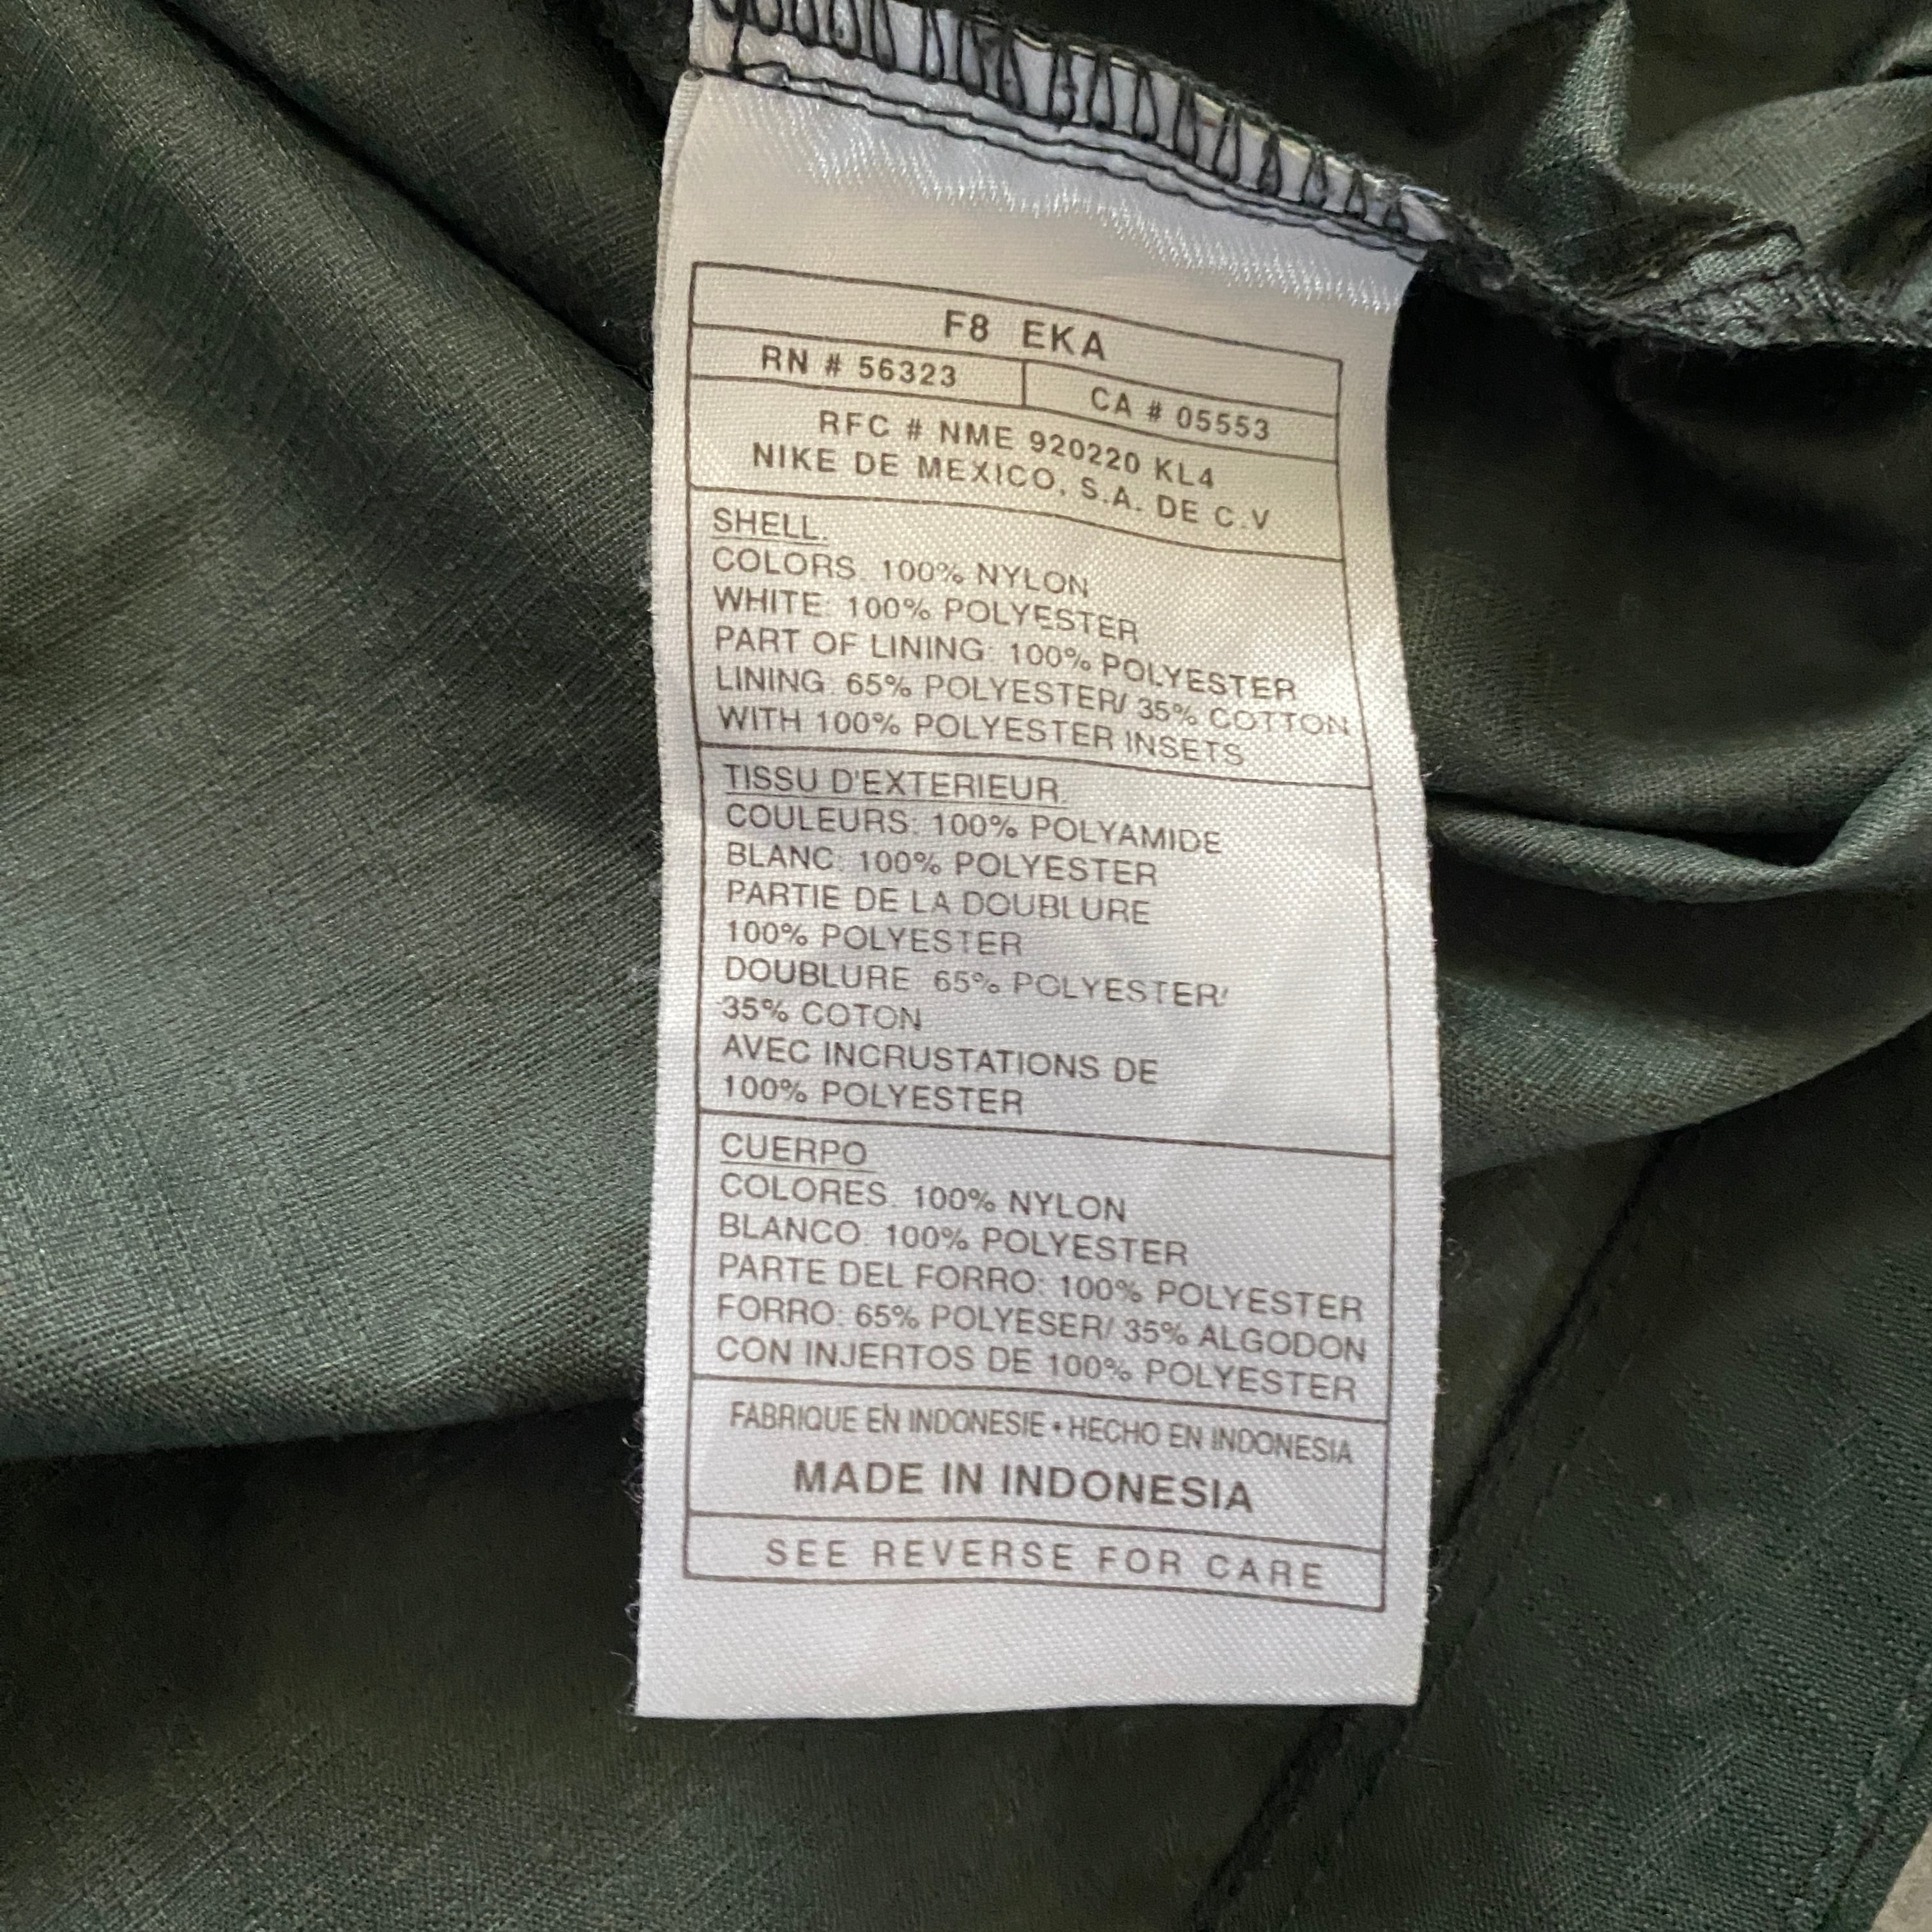 F8 EKA
RN # 56323
CA # 05553
RFC # NME 920220 KL4
NIKE DE MEXICO, S.A. DE C.V
SHELL:
COLORS: 100% NYLON
WHITE: 100% POLYESTER
PART OF LINING: 100% POLYESTER
LINING: 65% POLYESTER/ 35% COTTON
WITH 100% POLYESTER INSETS
TISSU D'EXTERIEUR:
COULEURS: 100% POLYAMIDE
BLANC: 100% POLYESTER
PARTIE DE LA DOUBLURE
100% POLYESTER
DOUBLURE: 65% POLYESTER/
35% COTON
AVEC INCRUSTATIONS DE
100% POLYESTER
CUERPO
COLORES: 100% NYLON
BLANCO: 100% POLYESTER
PARTE DEL FORRO: 100% POLYESTER
FORRO: 65% POLYESER/ 35% ALGODON
CON INJERTOS DE 100% POLYESTER
FABRIQUE EN INDONESIE • HECHO EN INDONESIA
MADE IN INDONESIA
SEE REVERSE FOR CARE